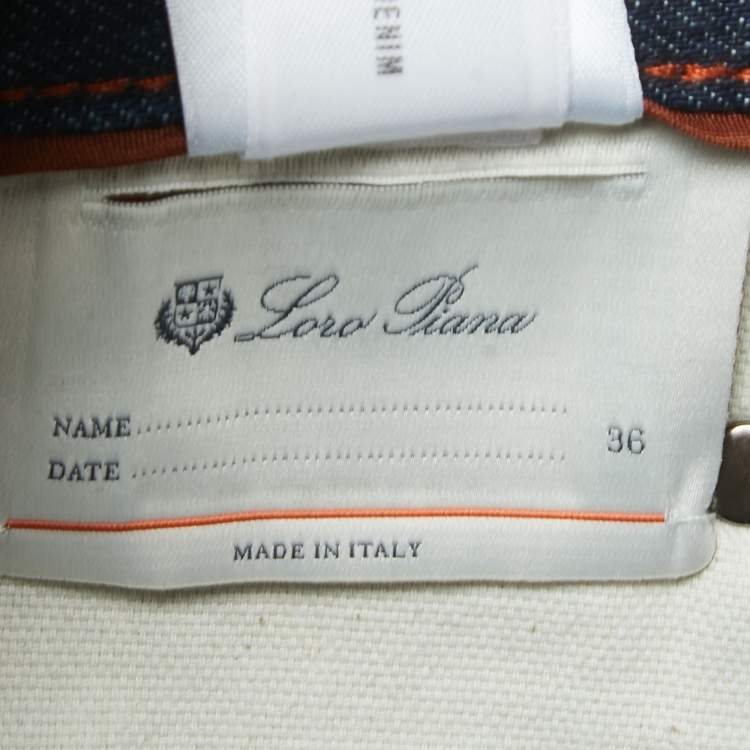 DENIM
Loro Piana
NAME
DATE
36
MADE IN ITALY